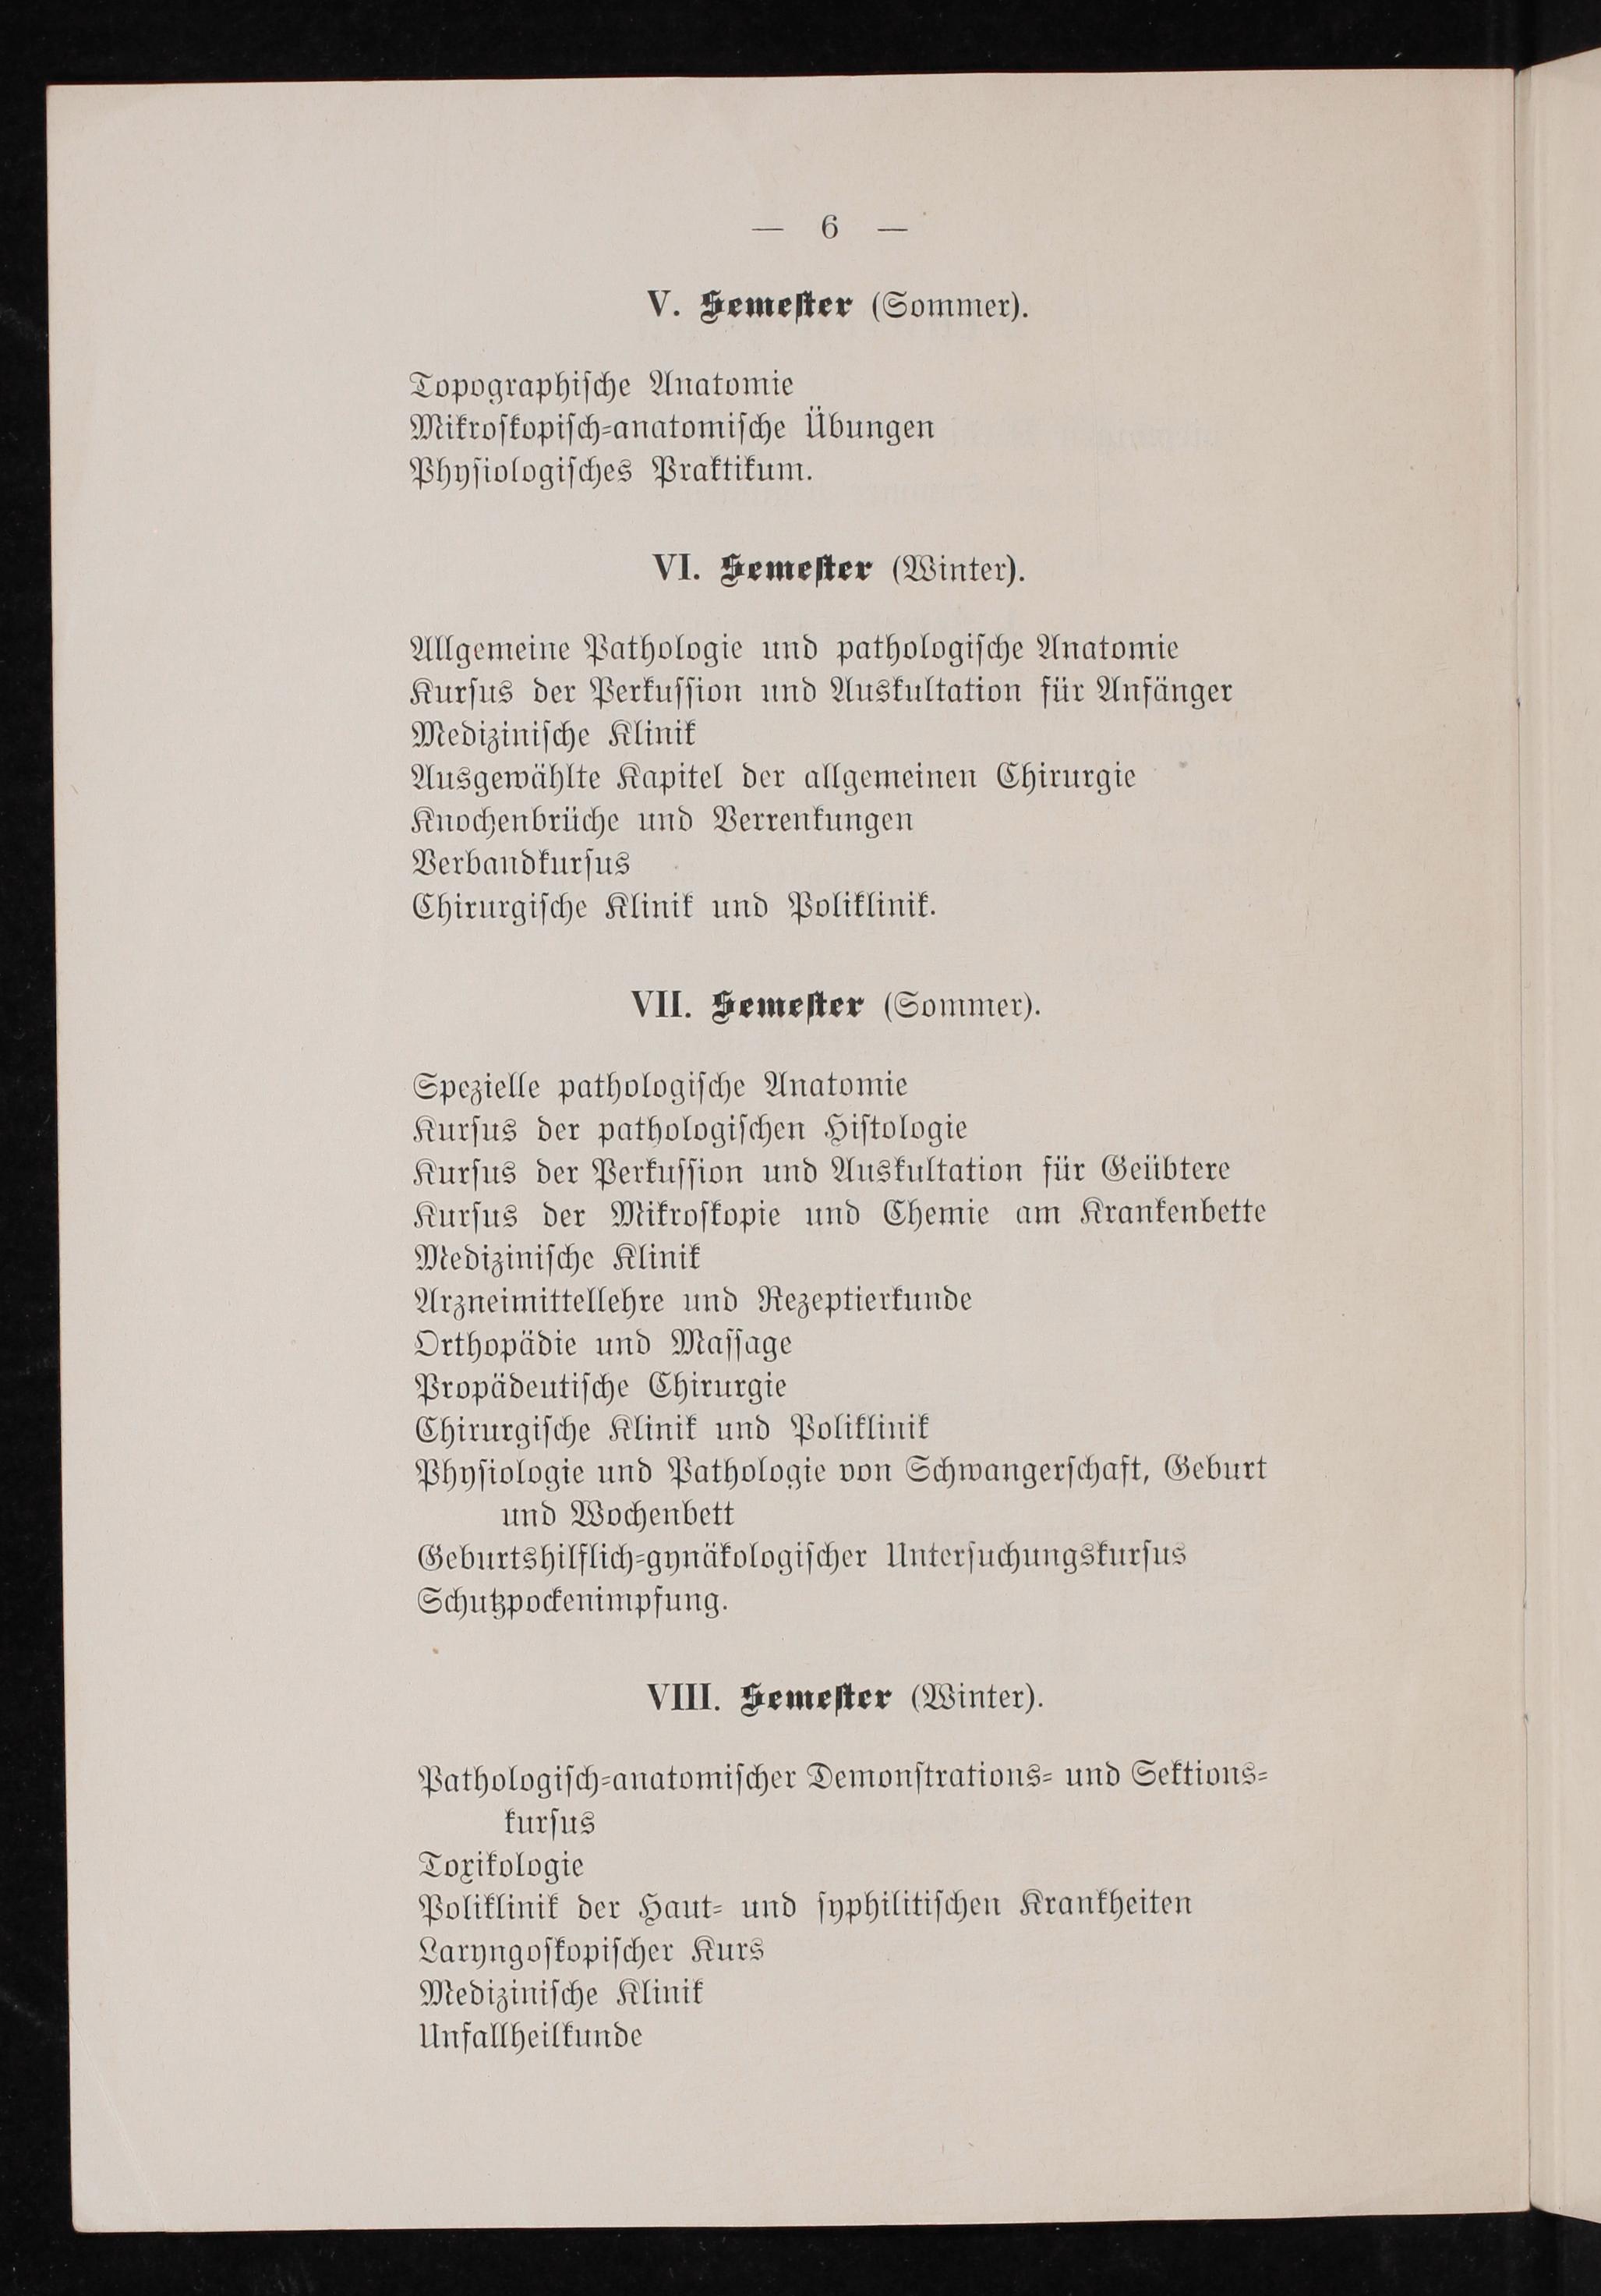 — 6 —
V. Semeſter (Sommer).
Topographiſche Anatomie
Mikroſkopiſch-anatomiſche Übungen
Phyſiologiſches Praktikum.
VI. Semeſter (Winter).
Allgemeine Pathologie und pathologiſche Anatomie
Kurſus der Perkuſſion und Auskultation für Anfänger
Mediziniſche Klinik
Ausgewählte Kapitel der allgemeinen Chirurgie
Knochenbrüche und Verrenkungen
Verbandkurſus
Chirurgiſche Klinik und Poliklinik.
VII. Semeſter (Sommer).
Spezielle pathologiſche Anatomie
Kurſus der pathologiſchen Hiſtologie
Kurſus der Perkuſſion und Auskultation für Geübtere
Kurſus der Mikroſkopie und Chemie am Krankenbette
Mediziniſche Klinik
Arzneimittellehre und Rezeptierkunde
Orthopädie und Maſſage
Propädeutiſche Chirurgie
Chirurgiſche Klinik und Poliklinik
Phyſiologie und Pathologie von Schwangerſchaft, Geburt
und Wochenbett
Geburtshilflich-gynäkologiſcher Unterſuchungskurſus
Schutzpockenimpfung.
VIII. Semeſter (Winter).
Pathologiſch-anatomiſcher Demonſtrations- und Sektions-
kurſus
Toxikologie
Poliklinik der Haut- und ſyphilitiſchen Krankheiten
Laryngoſkopiſcher Kurs
Mediziniſche Klinik
Unfallheilkunde